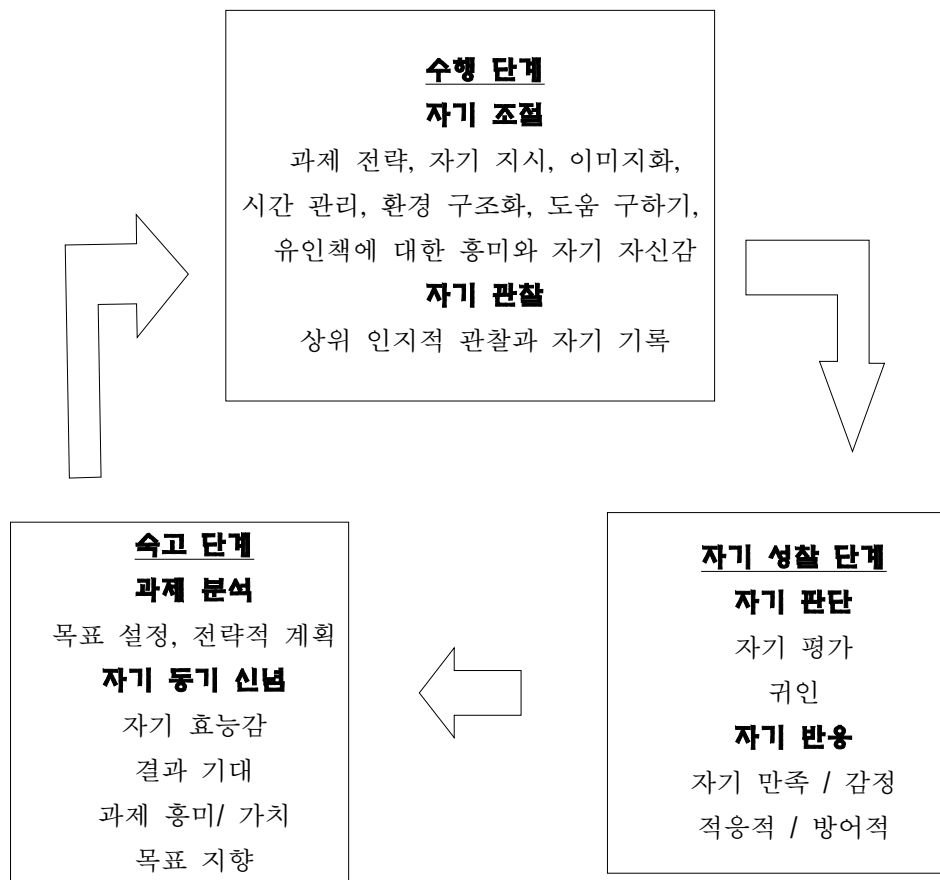 수행 단계
자기 조절
과제 전략, 자기 지시, 이미지화,
시간 관리, 환경 구조화, 도움 구하기,
유인책에 대한 흥미와 자기 자신감
자기 관찰
상위 인지적 관찰과 자기 기록
숙고 단계
과제 분석
목표 설정, 전략적 계획
자기 동기 신념
자기 효능감
결과 기대
과제 흥미/ 가치
목표 지향
자기 성찰 단계
자기 판단
자기 평가
귀인
자기 반응
자기 만족 / 감정
적응적 / 방어적